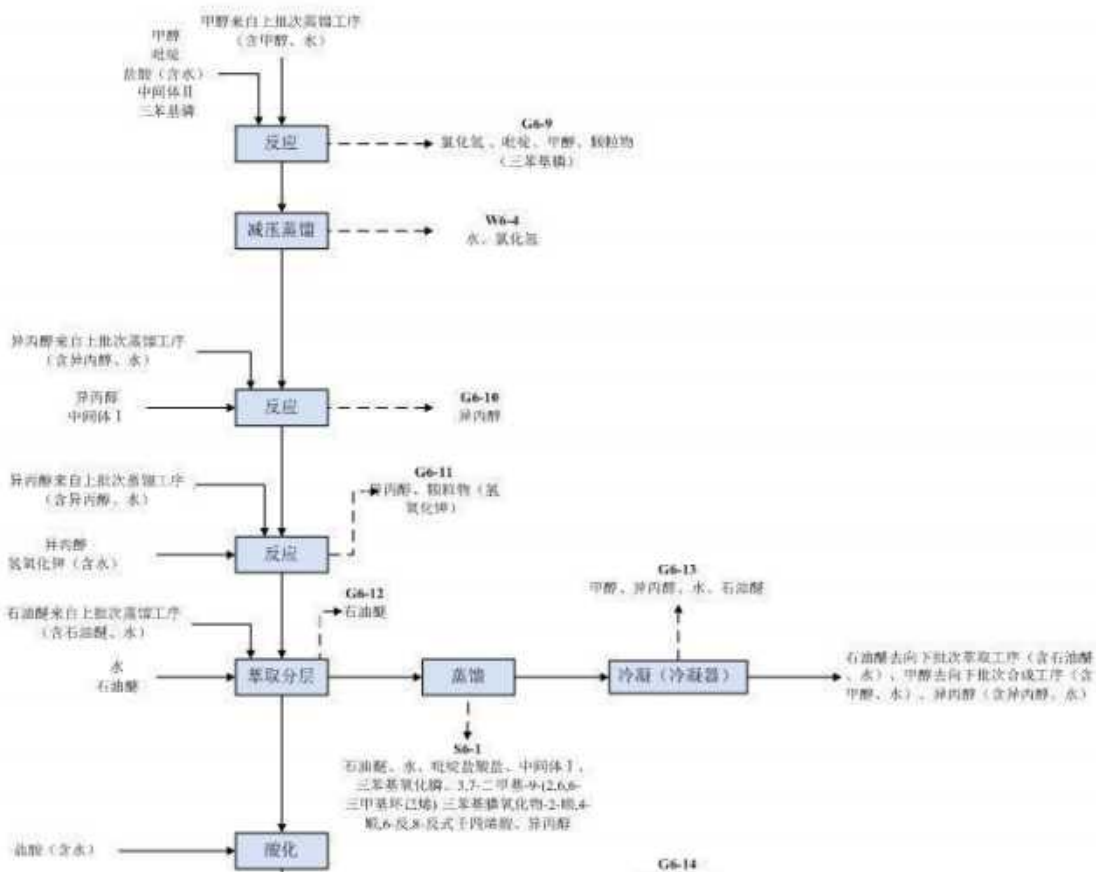 甲醇来自上批次蒸馏工序
（含甲醇、水）
甲醇
吡啶
盐酸（含水）
中间体Ⅱ
三苯基磷
反应
G6-9
氯化氢、吡啶、甲醇、颗粒物
（三苯基磷）
减压蒸馏
W6-4
水、氯化氢
异丙醇来自上批次蒸馏工序
（含异丙醇、水）
异丙醇
中间体Ⅰ
反应
G6-10
异丙醇
异丙醇来自上批次蒸馏工序
（含异丙醇、水）
异丙醇
氢氧化钾（含水）
反应
G6-11
异丙醇、颗粒物（氢
氧化钾）
G6-12
石油醚
石油醚来自上批次蒸馏工序
（含石油醚、水）
水
石油醚
萃取分层
蒸馏
G6-13
甲醇、异丙醇、水、石油醚
冷凝（冷凝器）
石油醚去向下批次萃取工序（含石油醚
、水）、甲醇去向下批次合成工序（含
甲醇、水）、异丙醇（含异丙醇、水）
S6-1
石油醚、水、吡啶盐酸盐、中间体Ⅰ、
三苯基氧化膦、3,7-二甲基-9-(2,6,6-
三甲基环己烯)三苯基膦氧化物-2-顺,4-
顺,6-反,8-反式壬四烯酸、异丙醇
盐酸（含水）
酸化
G6-14